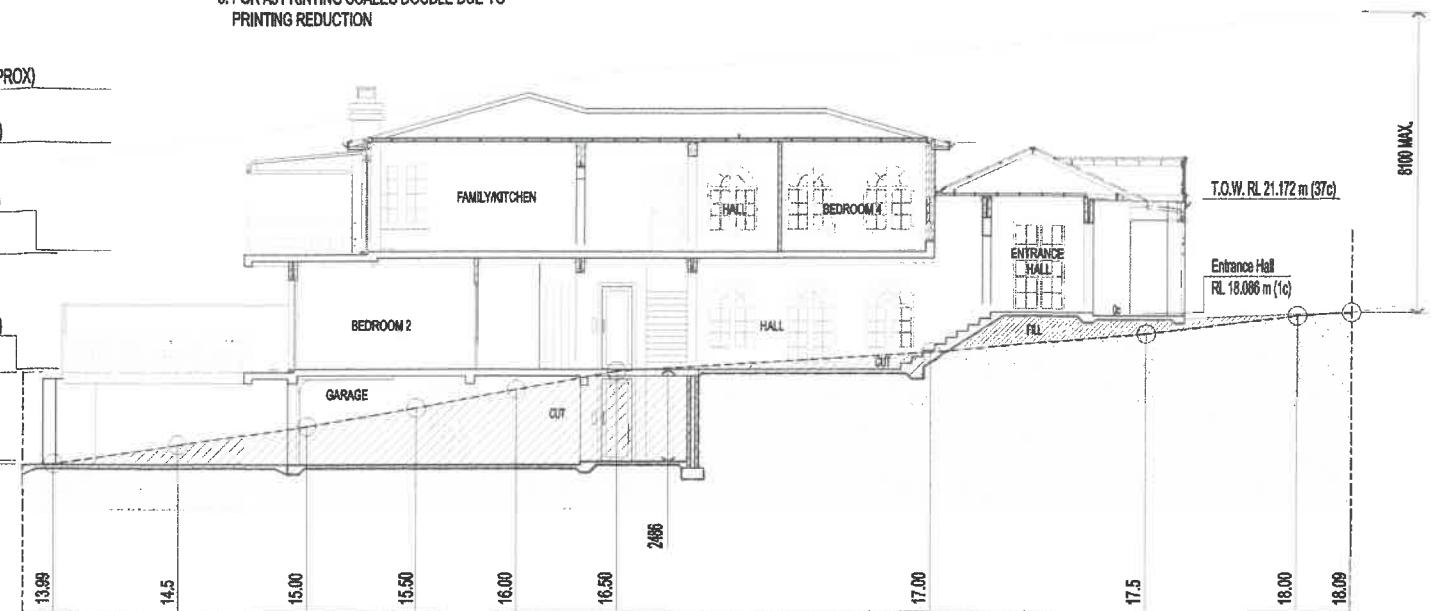 PRINTING REDUCTION
8100 MAX.
T.O.W. RL 21.172 m (37c)
FAMILY/KITCHEN
HALL
BEDROOM 4
ENTRANCE
HALL
Entrance Hall
RL 18.086 m (1c)
BEDROOM 2
HALL
FILL
CUT
GARAGE
CUT
2486
13.99
14.5
15.00
15.50
16.00
16.50
17.00
17.5
18.00
18.09